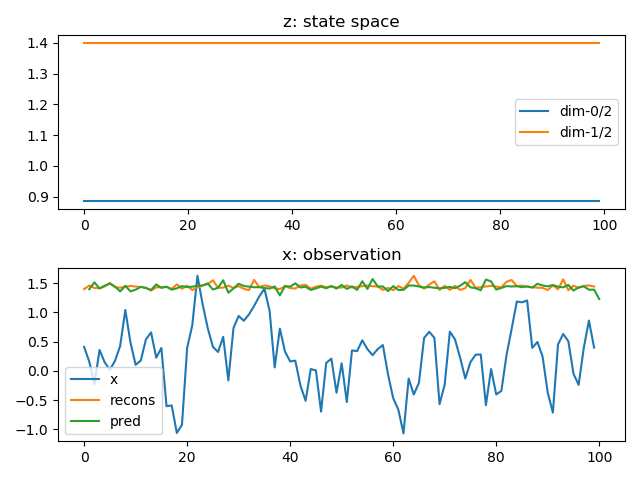 z: state space
1.4
1.3
1.2
1.1
1.0
0.9
dim-0/2
dim-1/2
0 20 40 60 80 100
x: observation
1.5
1.0
0.5
0.0
−0.5
−1.0
x
recons
pred
0 20 40 60 80 100